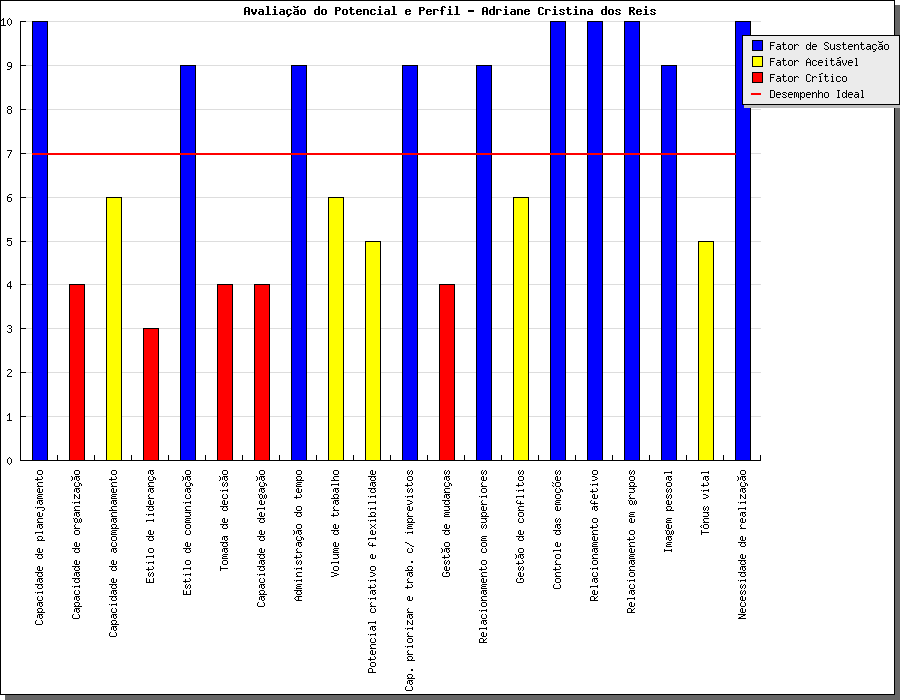 Avaliação do Potencial e Perfil - Adriane Cristina dos Reis
10
9
8
7
6
5
4
3
2
1
0
Fator de Sustentação
Fator Aceitável
Fator Crítico
Desempenho Ideal
Capacidade de planejamento
Capacidade de organização
Capacidade de acompanhamento
Estilo de liderança
Estilo de comunicação
Tomada de decisão
Capacidade de delegação
Administração do tempo
Volume de trabalho
Potencial criativo e flexibilidade
Cap. priorizar e trab. c/ imprevistos
Gestão de mudanças
Relacionamento com superiores
Gestão de conflitos
Controle das emoções
Relacionamento afetivo
Relacionamento em grupos
Imagem pessoal
Tônus vital
Necessidade de realização